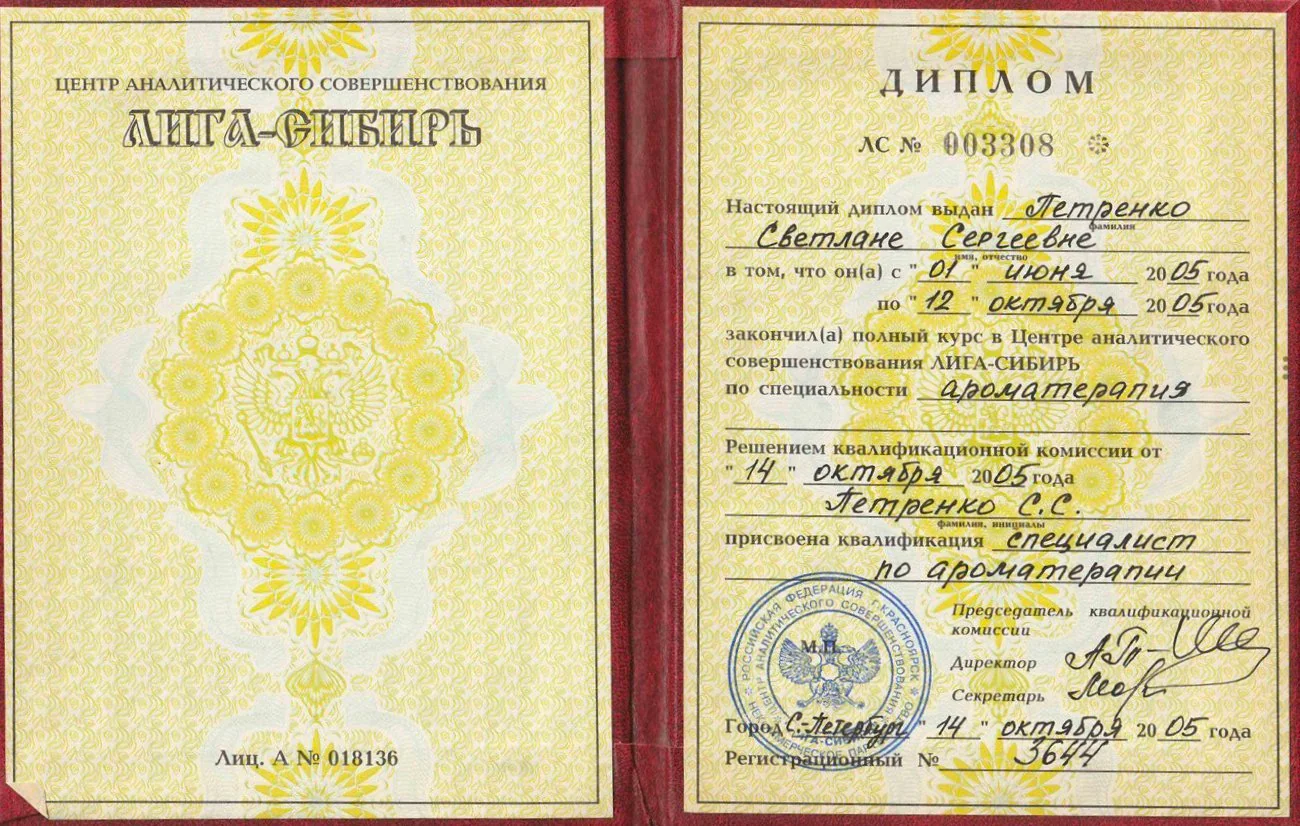 ЦЕНТР АНАЛИТИЧЕСКОГО СОВЕРШЕНСТВОВАНИЯ
ЛИГА-СИБИРЬ
Лиц. А № 018136
ДИПЛОМ
ЛС № 003308
Настоящий диплом выдан Петренко
фамилия
Светлане Сергеевне
имя, отчество
в том, что он(а) с "01" июня 2005 года
по "12" октября 2005 года
закончил(а) полный курс в Центре аналитического
совершенствования ЛИГА-СИБИРЬ
по специальности ароматерапия
Решением квалификационной комиссии от
"14" октября 2005 года
Петренко С.С.
фамилия, инициалы
присвоена квалификация специалист
по ароматерапии
Председатель квалификационной
комиссии
Директор
Секретарь
М.П.
РОССИЙСКАЯ ФЕДЕРАЦИЯ Г. КРАСНОЯРСК
НЕКОММЕРЧЕСКОЕ ПАРТНЕРСТВО
ЦЕНТР АНАЛИТИЧЕСКОГО СОВЕРШЕНСТВОВАНИЯ
ЛИГА-СИБИРЬ
Город С.-Петербург "14" октября 2005 года
Регистрационный № 3644